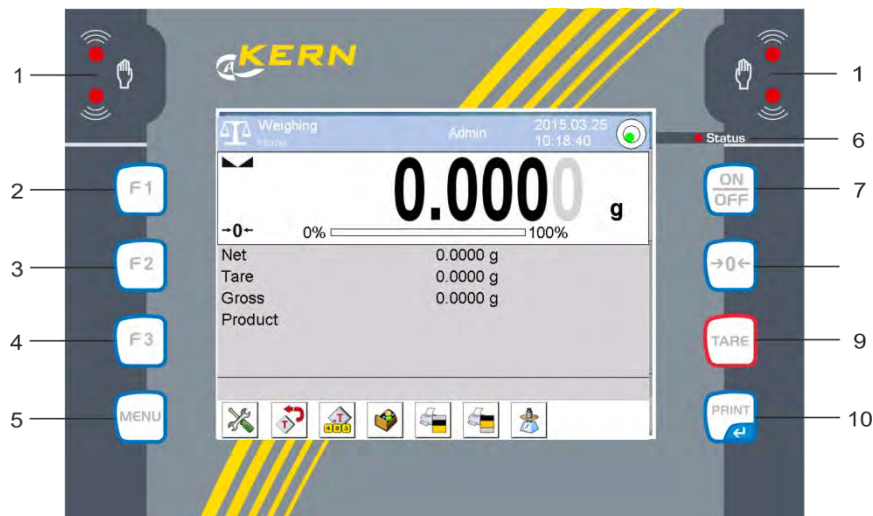 KERN
1
1
Weighing
Home
Admin
2015.03.25
10:18:40
Status
6
2
F1
0.0000 g
ON
OFF
7
→0←
0%
100%
3
F2
Net 0.0000 g
Tare 0.0000 g
Gross 0.0000 g
Product
→0←
4
F3
TARE
9
5
MENU
T
T
PRINT
10